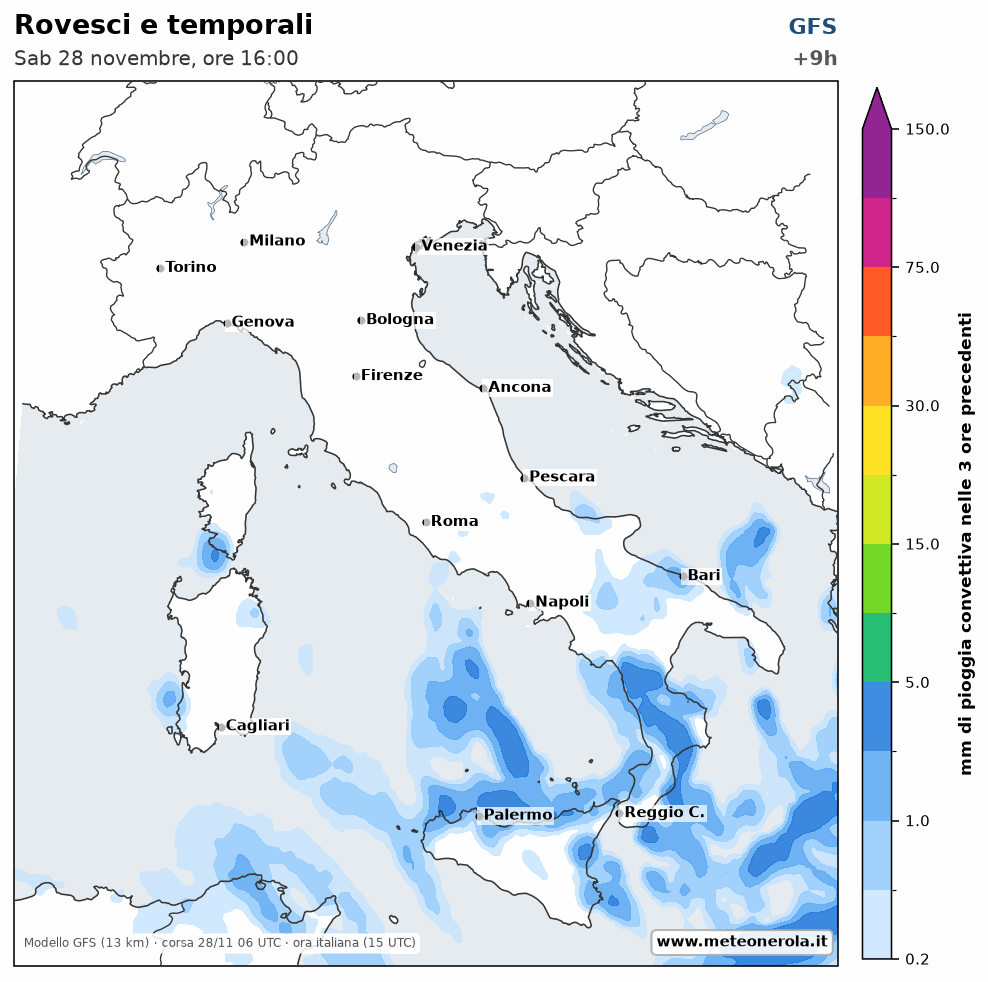 Rovesci e temporali
GFS
Sab 28 novembre, ore 16:00
+9h
150.0
75.0
30.0
15.0
5.0
1.0
0.2
mm di pioggia convettiva nelle 3 ore precedenti
Milano
Venezia
Torino
Genova
Bologna
Firenze
Ancona
Pescara
Roma
Bari
Napoli
Cagliari
Palermo
Reggio C.
Modello GFS (13 km) · corsa 28/11 06 UTC · ora italiana (15 UTC)
www.meteonerola.it